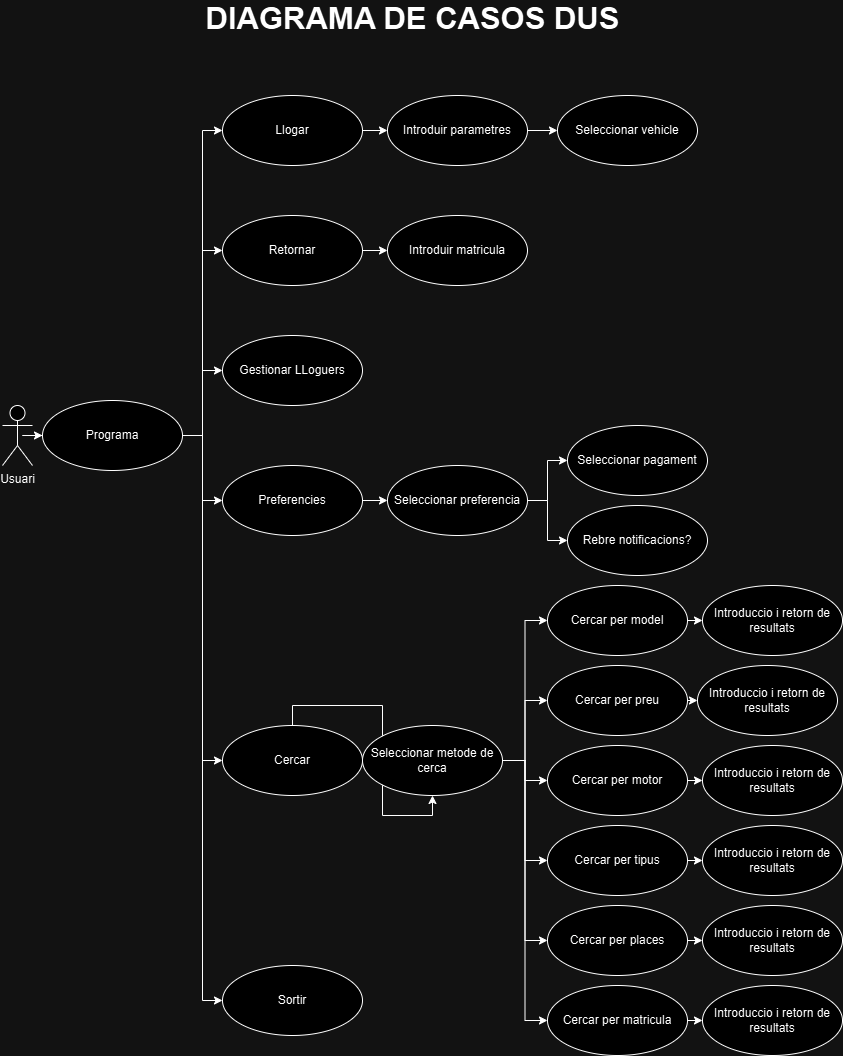 DIAGRAMA DE CASOS DUS
Llogar
Introduir parametres
Seleccionar vehicle
Retornar
Introduir matricula
Gestionar LLoguers
Usuari
Programa
Preferencies
Seleccionar preferencia
Seleccionar pagament
Rebre notificacions?
Cercar
Seleccionar metode de
cerca
Cercar per model
Introduccio i retorn de
resultats
Cercar per preu
Introduccio i retorn de
resultats
Cercar per motor
Introduccio i retorn de
resultats
Cercar per tipus
Introduccio i retorn de
resultats
Cercar per places
Introduccio i retorn de
resultats
Cercar per matricula
Introduccio i retorn de
resultats
Sortir